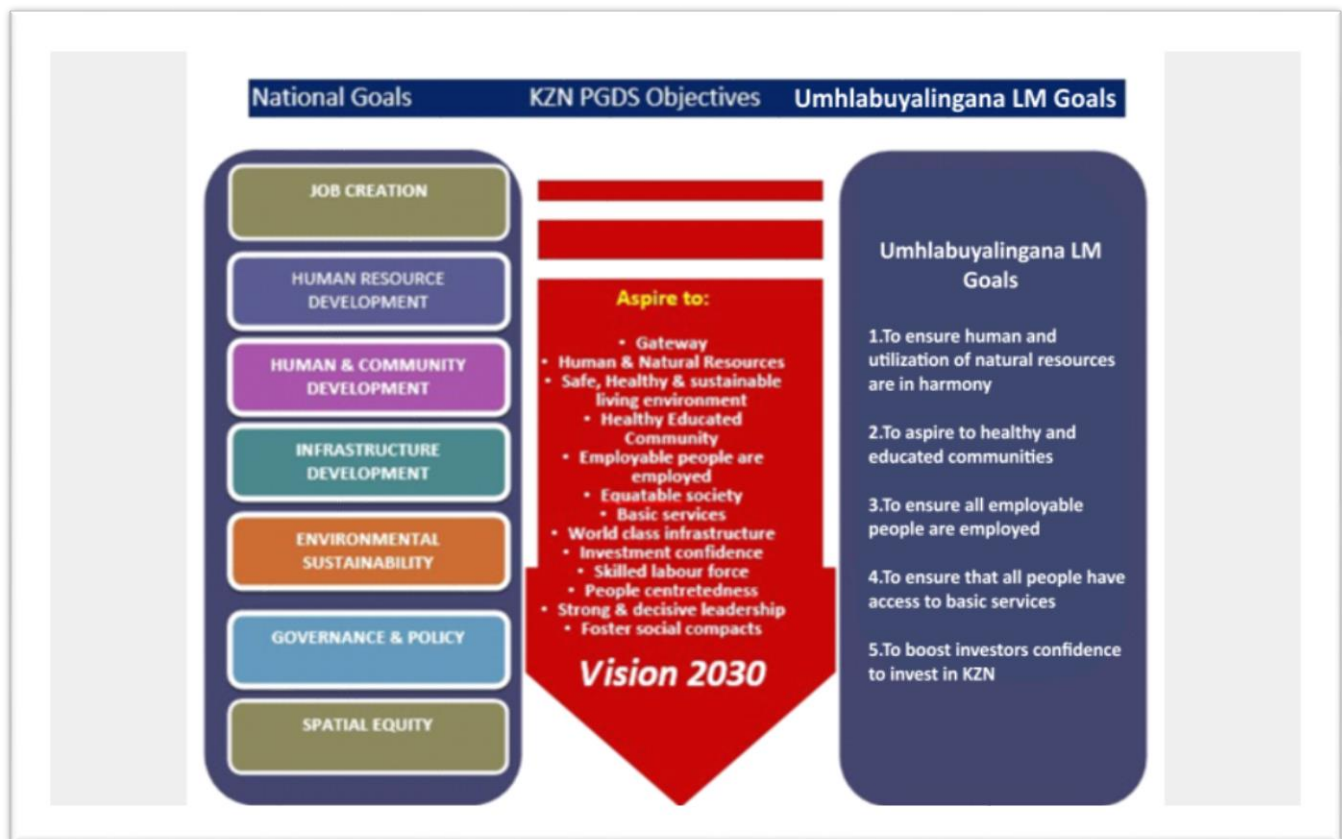 National Goals KZN PGDS Objectives Umhlabuyalingana LM Goals
JOB CREATION
HUMAN RESOURCE
DEVELOPMENT
HUMAN & COMMUNITY
DEVELOPMENT
INFRASTRUCTURE
DEVELOPMENT
ENVIRONMENTAL
SUSTAINABILITY
GOVERNANCE & POLICY
SPATIAL EQUITY
Aspire to:
• Gateway
• Human & Natural Resources
• Safe, Healthy & sustainable
living environment
• Healthy Educated
Community
• Employable people are
employed
• Equatable society
• Basic services
• World class infrastructure
• Investment confidence
• Skilled labour force
• People centretedness
• Strong & decisive leadership
• Foster social compacts
Vision 2030
Umhlabuyalingana LM
Goals
1.To ensure human and
utilization of natural resources
are in harmony
2.To aspire to healthy and
educated communities
3.To ensure all employable
people are employed
4.To ensure that all people have
access to basic services
5.To boost investors confidence
to invest in KZN